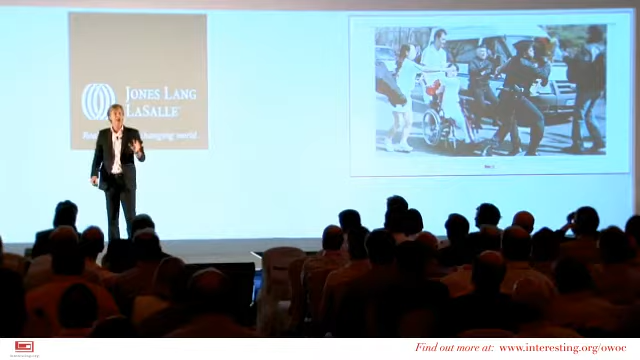 JONES LANG
LASALLE
changing world.
Find out more at: www.interesting.org/owoc